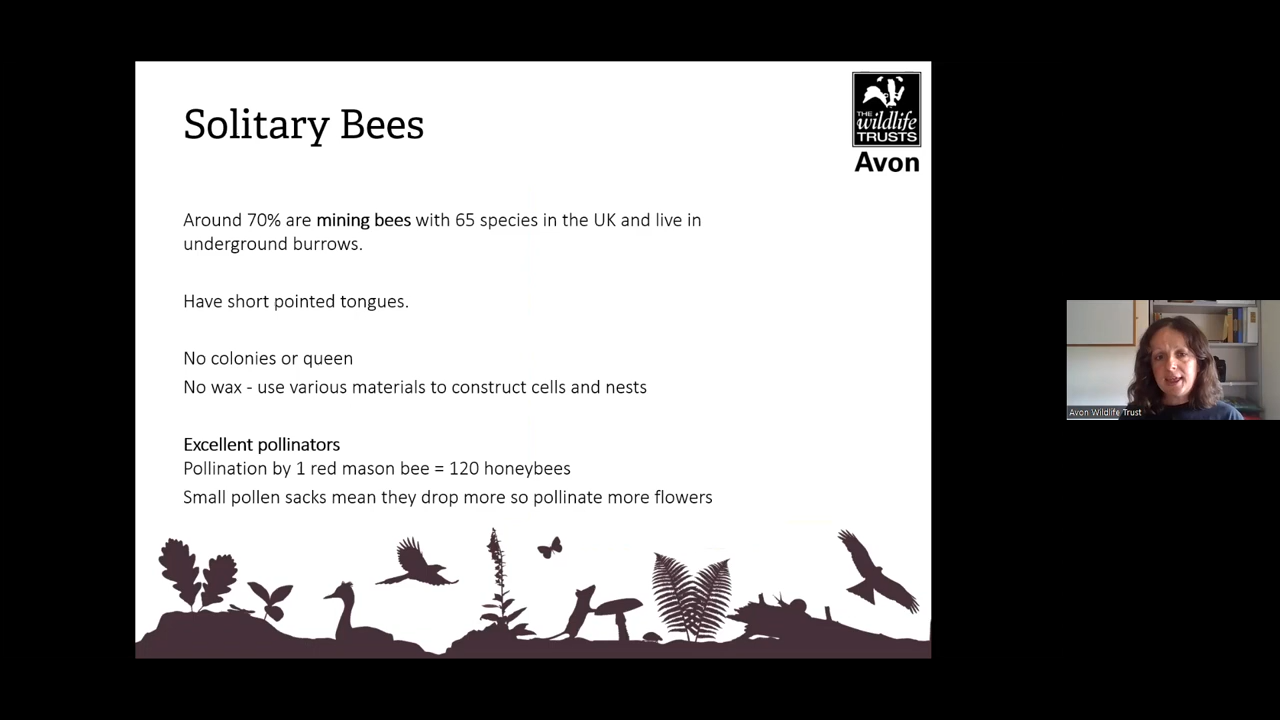 Solitary Bees
THE
wildlife
TRUSTS
Avon
Around 70% are mining bees with 65 species in the UK and live in
underground burrows.
Have short pointed tongues.
No colonies or queen
No wax - use various materials to construct cells and nests
Excellent pollinators
Pollination by 1 red mason bee = 120 honeybees
Small pollen sacks mean they drop more so pollinate more flowers
Avon Wildlife Trust